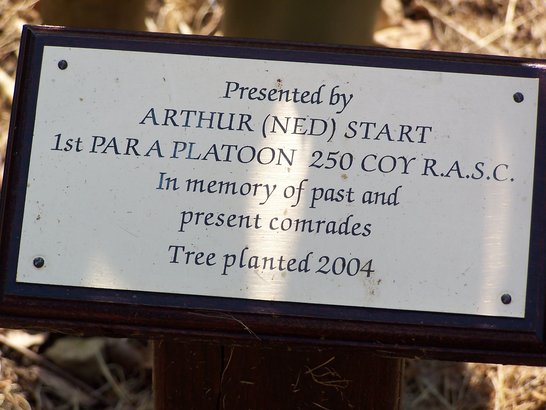 Presented by
ARTHUR (NED) START
1st PARA PLATOON 250 COY R.A.S.C.
In memory of past and
present comrades
Tree planted 2004